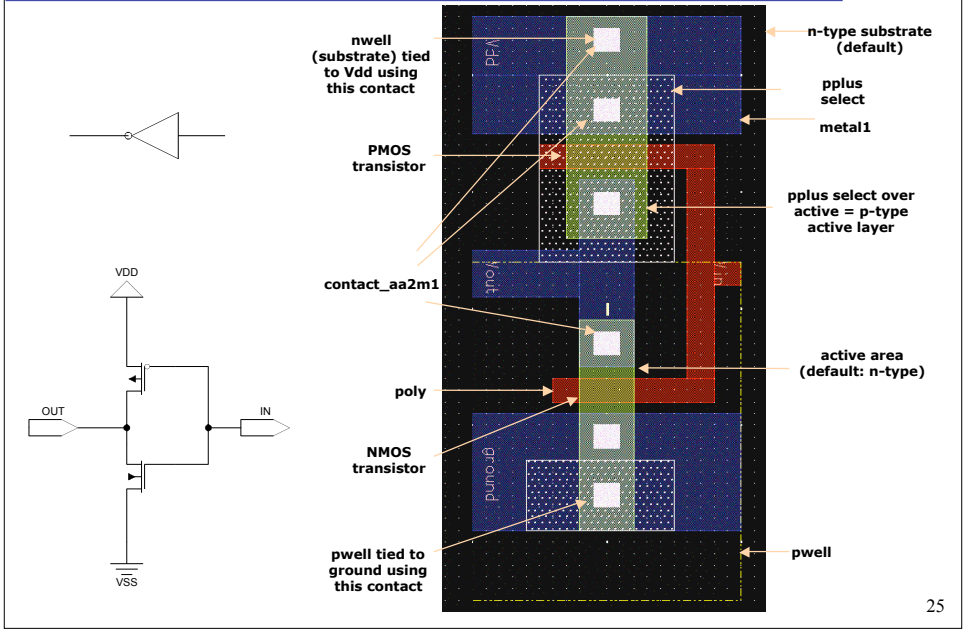 nwell
(substrate) tied
to Vdd using
this contact
n-type substrate
(default)
Vdd
pplus
select
metal1
PMOS
transistor
pplus select over
active = p-type
active layer
VDD
contact_aa2m1
Vout
Vin
active area
(default: n-type)
poly
OUT
IN
NMOS
transistor
ground
pwell tied to
ground using
this contact
pwell
VSS
25